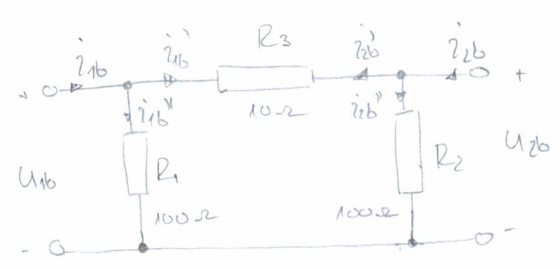 R3
i1b i1b' i2b' i2b
+ +
10Ω
i1b'' i2b''
U1b R1 R2 U2b
100Ω 100Ω
- -